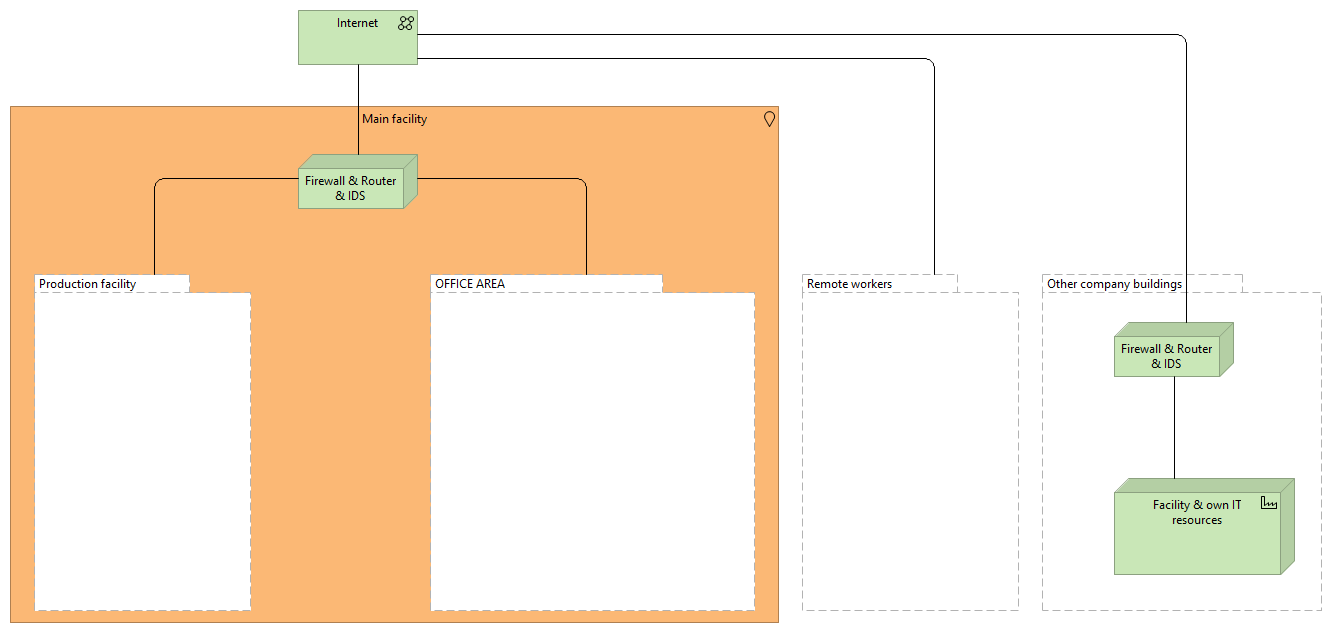 Internet
Main facility
Firewall & Router
& IDS
Production facility
OFFICE AREA
Remote workers
Other company buildings
Firewall & Router
& IDS
Facility & own IT
resources